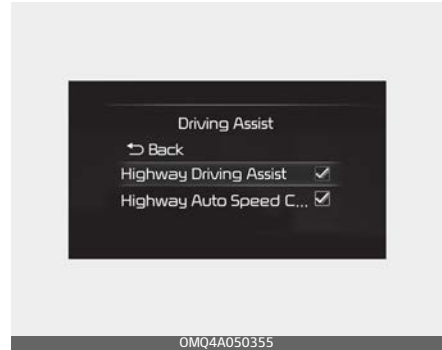 Driving Assist
Back
Highway Driving Assist
Highway Auto Speed C...
OMQ4A050355